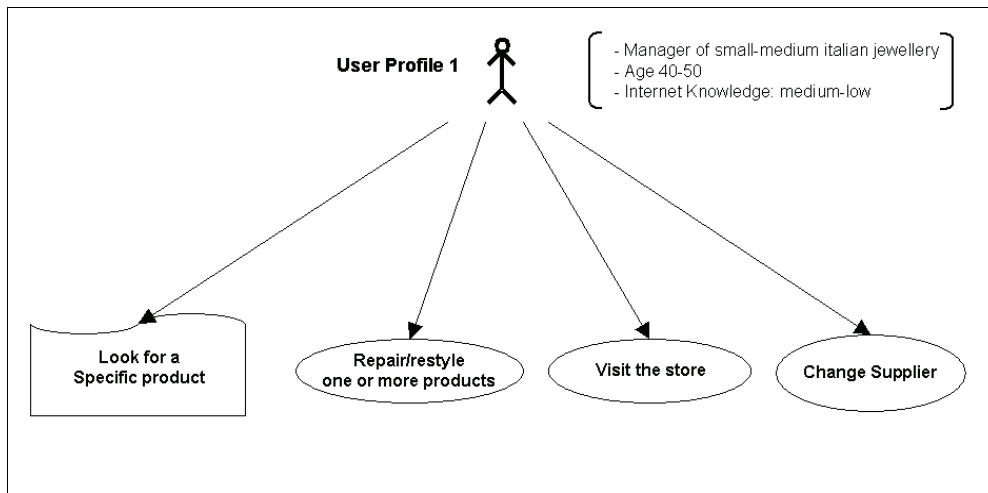 User Profile 1
- Manager of small-medium italian jewellery
- Age 40-50
- Internet Knowledge: medium-low
Look for a
Specific product
Repair/restyle
one or more products
Visit the store
Change Supplier